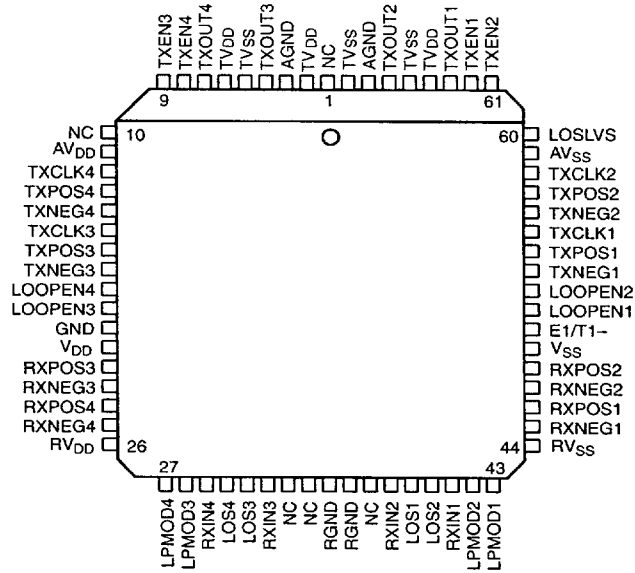 TXEN3
TXEN4
TXOUT4
TVDD
TVSS
TXOUT3
AGND
TVDD
NC
TVSS
AGND
TXOUT2
TVSS
TVDD
TXOUT1
TXEN1
TXEN2
9
1
61
NC
10
60
LOSLVS
AVDD
AVSS
TXCLK4
TXCLK2
TXPOS4
TXPOS2
TXNEG4
TXNEG2
TXCLK3
TXCLK1
TXPOS3
TXPOS1
TXNEG3
TXNEG1
LOOPEN4
LOOPEN2
LOOPEN3
LOOPEN1
GND
E1/T1-
VDD
VSS
RXPOS3
RXPOS2
RXNEG3
RXNEG2
RXPOS4
RXPOS1
RXNEG4
RXNEG1
RVDD
26
44
RVSS
27
43
LPMOD4
LPMOD3
RXIN4
LOS4
LOS3
RXIN3
NC
NC
RGND
RGND
NC
RXIN2
LOS1
LOS2
RXIN1
LPMOD2
LPMOD1